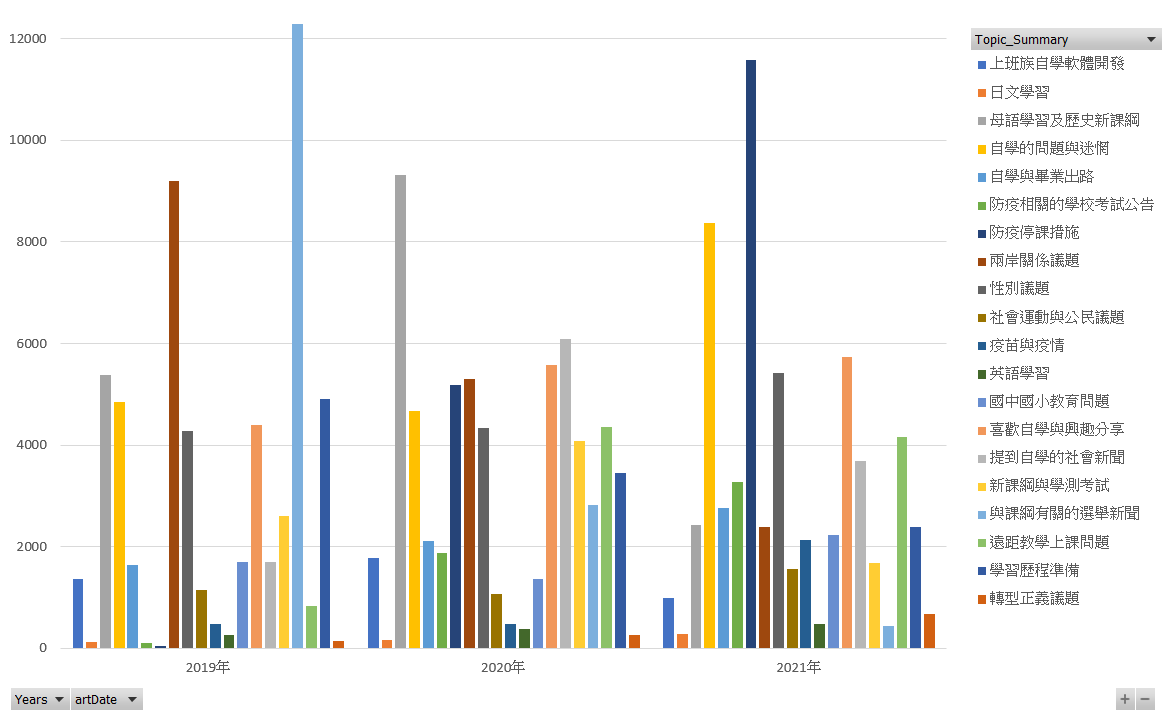 12000
10000
8000
6000
4000
2000
0
2019年
2020年
2021年
Topic_Summary
上班族自學軟體開發
日文學習
母語學習及歷史新課綱
自學的問題與迷惘
自學與畢業出路
防疫相關的學校考試公告
防疫停課措施
兩岸關係議題
性別議題
社會運動與公民議題
疫苗與疫情
英語學習
國中國小教育問題
喜歡自學與興趣分享
提到自學的社會新聞
新課綱與學測考試
與課綱有關的選舉新聞
遠距教學上課問題
學習歷程準備
轉型正義議題
Years
artDate
+ −